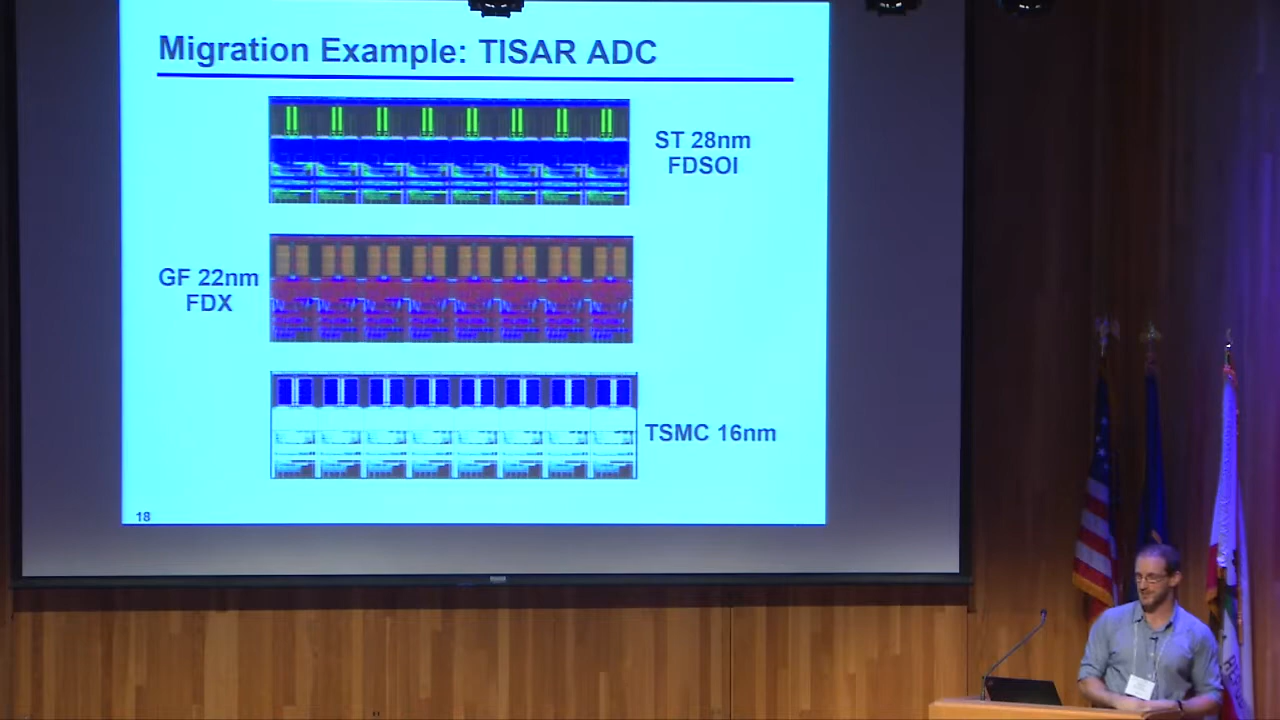 Migration Example: TISAR ADC
ST 28nm
FDSOI
GF 22nm
FDX
TSMC 16nm
18